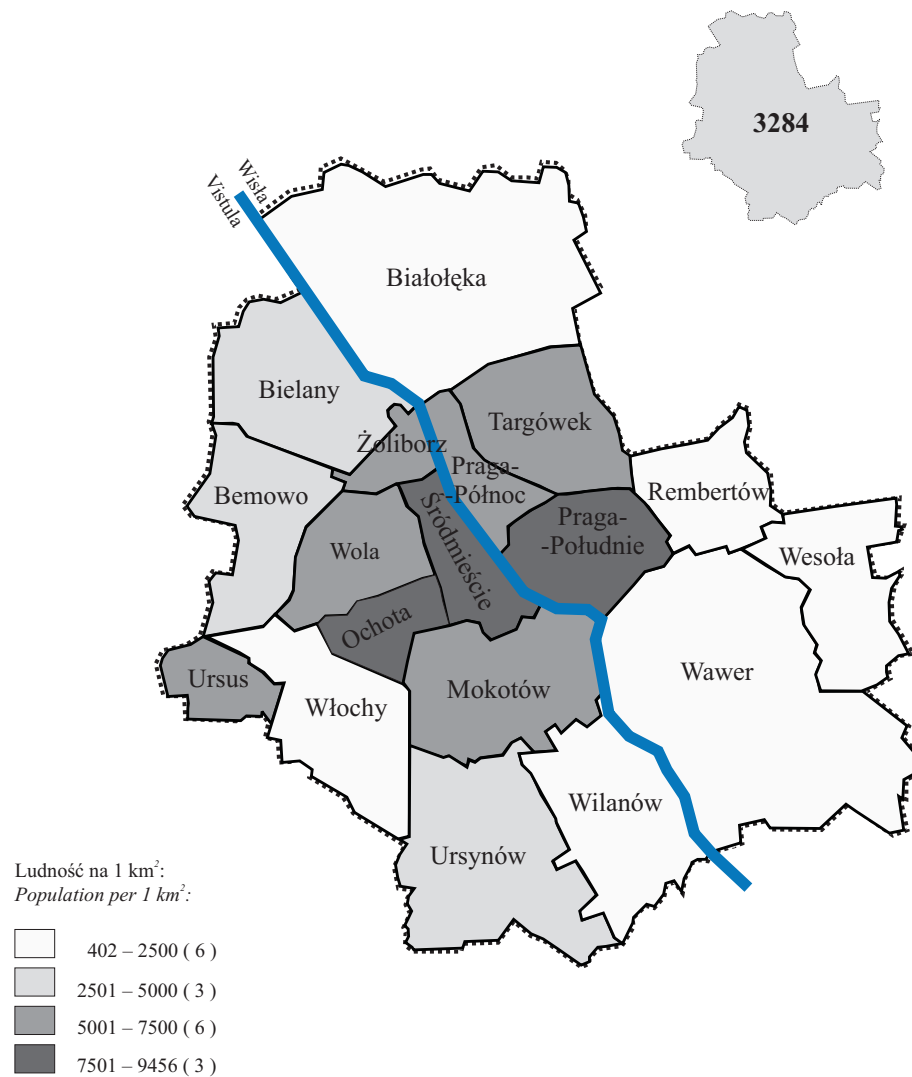 3284
Wisła
Vistula
Białołęka
Bielany
Żoliborz
Targówek
Praga-
-Północ
Bemowo
Rembertów
Śródmieście
Praga-
-Południe
Wola
Wesoła
Ochota
Ursus
Włochy
Mokotów
Wawer
Wilanów
Ursynów
Ludność na 1 km²:
Population per 1 km²:
402 – 2500 ( 6 )
2501 – 5000 ( 3 )
5001 – 7500 ( 6 )
7501 – 9456 ( 3 )